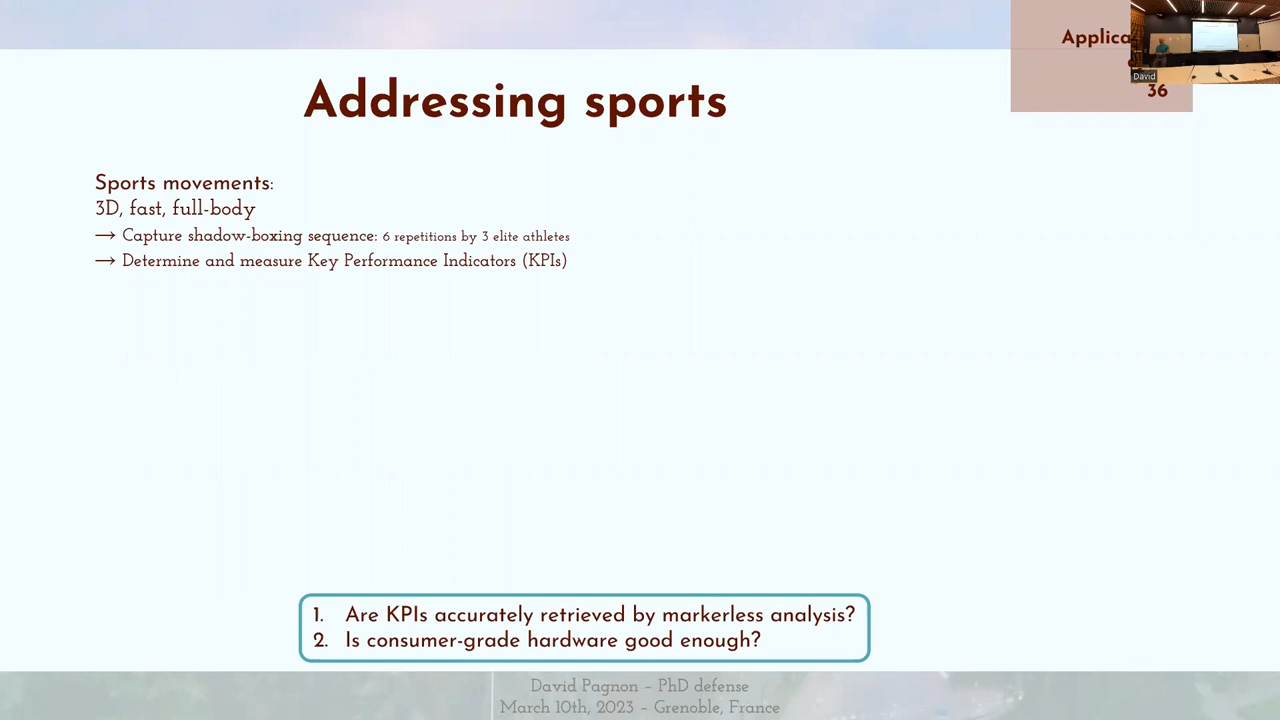 Applica
David
36
Addressing sports
Sports movements:
3D, fast, full-body
→ Capture shadow-boxing sequence: 6 repetitions by 3 elite athletes
→ Determine and measure Key Performance Indicators (KPIs)
1. Are KPIs accurately retrieved by markerless analysis?
2. Is consumer-grade hardware good enough?
David Pagnon – PhD defense
March 10th, 2023 – Grenoble, France